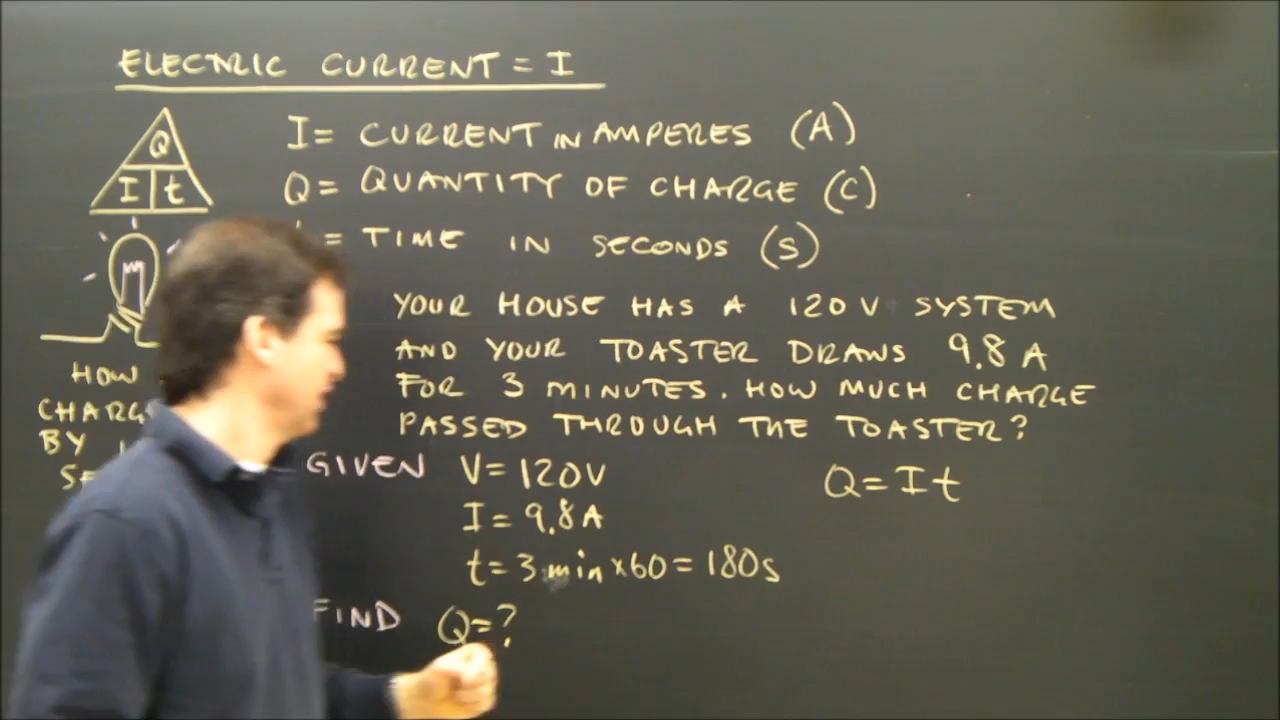 ELECTRIC CURRENT = I
Q
I t
I = CURRENT IN AMPERES (A)
Q = QUANTITY OF CHARGE (C)
= TIME IN SECONDS (S)
HOW
BY
YOUR HOUSE HAS A 120 V SYSTEM
AND YOUR TOASTER DRAWS 9.8 A
FOR 3 MINUTES. HOW MUCH CHARGE
PASSED THROUGH THE TOASTER?
GIVEN V = 120V
I = 9.8 A
t = 3 min × 60 = 180s
Q = It
FIND Q = ?